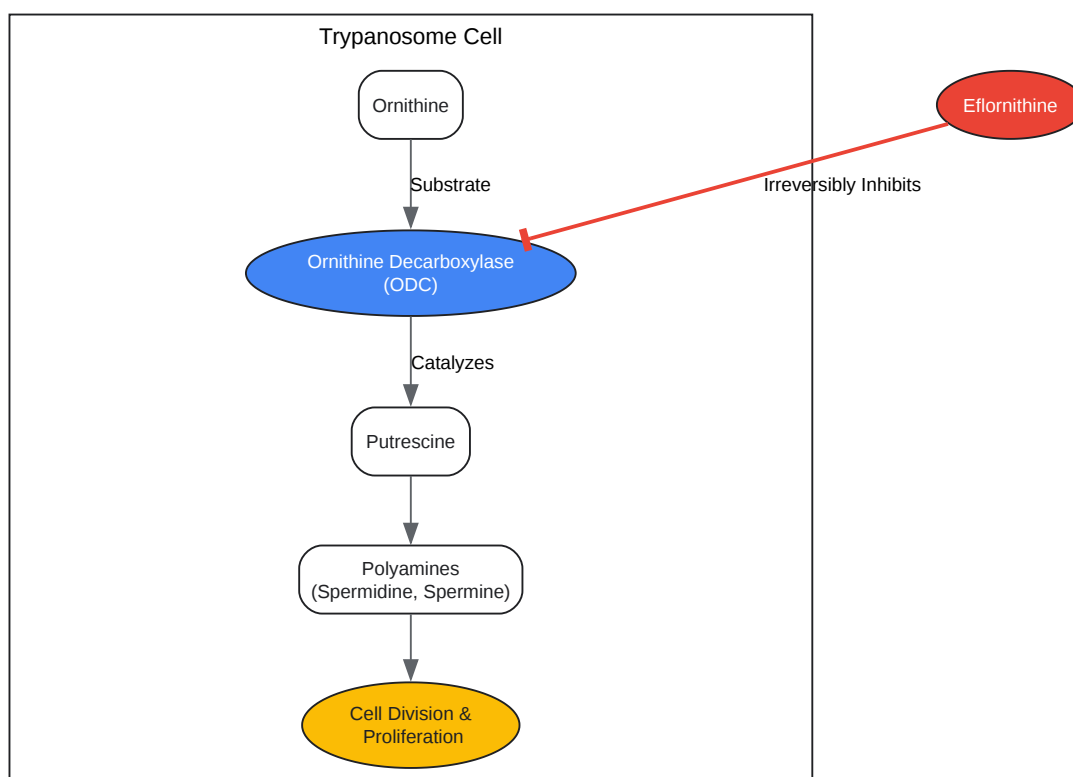 Trypanosome Cell
Ornithine
Eflornithine
Substrate
Irreversibly Inhibits
Ornithine Decarboxylase
(ODC)
Catalyzes
Putrescine
Polyamines
(Spermidine, Spermine)
Cell Division &
Proliferation